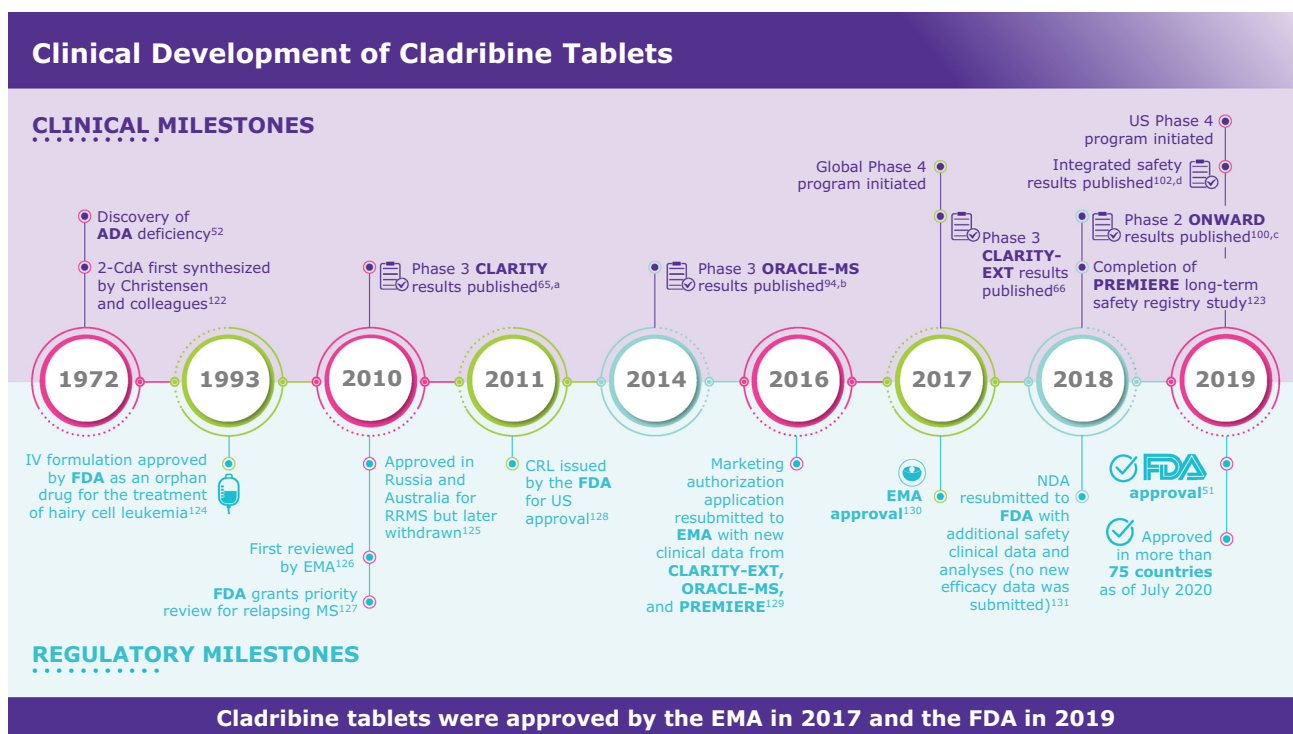 Clinical Development of Cladribine Tablets
CLINICAL MILESTONES
Discovery of
ADA deficiency52
2-CdA first synthesized
by Christensen
and colleagues122
Phase 3 CLARITY
results published65,a
Phase 3 ORACLE-MS
results published94,b
Global Phase 4
program initiated
Phase 3
CLARITY-
EXT results
published66
US Phase 4
program initiated
Integrated safety
results published102,d
Phase 2 ONWARD
results published100,c
Completion of
PREMIERE long-term
safety registry study123
1972
1993
2010
2011
2014
2016
2017
2018
2019
IV formulation approved
by FDA as an orphan
drug for the treatment
of hairy cell leukemia124
Approved in
Russia and
Australia for
RRMS but later
withdrawn125
First reviewed
by EMA126
FDA grants priority
review for relapsing MS127
CRL issued
by the FDA
for US
approval128
Marketing
authorization
application
resubmitted to
EMA with new
clinical data from
CLARITY-EXT,
ORACLE-MS,
and PREMIERE129
EMA
approval130
NDA
resubmitted to
FDA with
additional safety
clinical data and
analyses (no new
efficacy data was
submitted)131
FDA
approval51
Approved
in more than
75 countries
as of July 2020
REGULATORY MILESTONES
Cladribine tablets were approved by the EMA in 2017 and the FDA in 2019